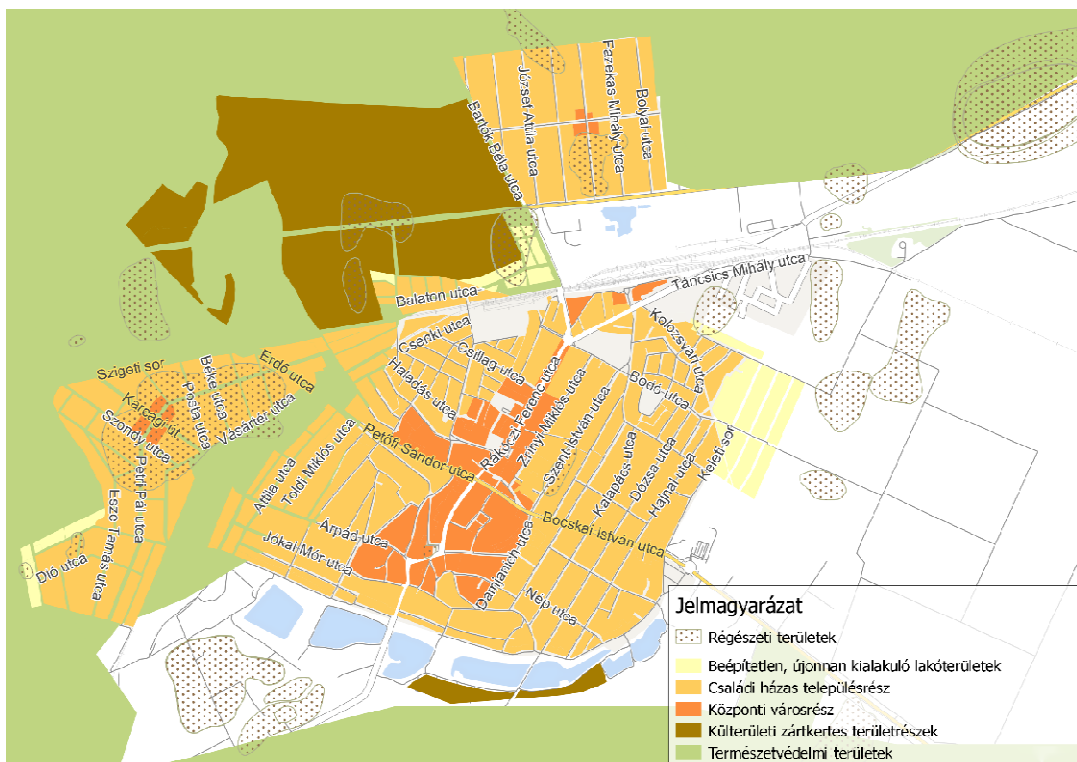 Bartók Béla utca
József Attila utca
Fazekas Mihály utca
Bolyai utca
Táncsics Mihály utca
Balaton utca
Cserki utca
Csillag utca
Haladás utca
Kolozsvári utca
Bodó utca
Szigeti sor
Béke utca
Posta utca
Erdő utca
Karcagi út
Szondy utca
Vásártér utca
Petri Pál utca
Eszc Tamás utca
Dió utca
Attila utca
Toldi Miklós utca
Petőfi Sándor utca
Rákóczi Ferenc utca
Zrínyi Miklós utca
Szent István utca
Kalapács utca
Dózsa utca
Hajnal utca
Keleti sor
Árpád utca
Jókai Mór utca
Bocskai István utca
Damjanich utca
Nép utca
Jelmagyarázat
Régészeti területek
Beépítetlen, újonnan kialakuló lakóterületek
Családi házas településrész
Központi városrész
Külterületi zártkertes területrészek
Természetvédelmi területek